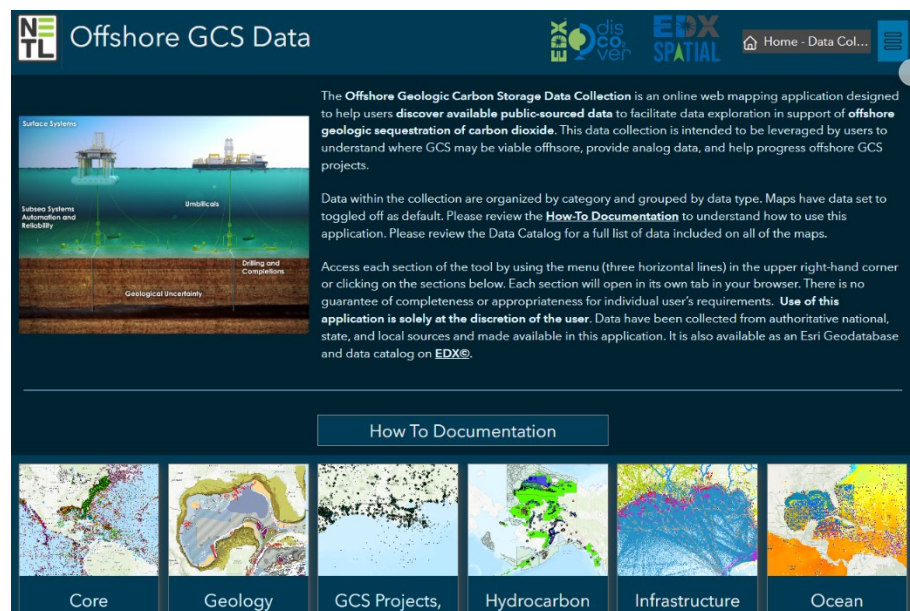 NE
TL
Offshore GCS Data
EDX
dis
co,
ver
EDX
SPATIAL
Home - Data Col...
Surface Systems
Subsea Systems
Automation and
Reliability
Umbilicals
Drilling and
Completions
Geological Uncertainty
The Offshore Geologic Carbon Storage Data Collection is an online web mapping application designed
to help users discover available public-sourced data to facilitate data exploration in support of offshore
geologic sequestration of carbon dioxide. This data collection is intended to be leveraged by users to
understand where GCS may be viable offhsore, provide analog data, and help progress offshore GCS
projects.
Data within the collection are organized by category and grouped by data type. Maps have data set to
toggled off as default. Please review the How-To Documentation to understand how to use this
application. Please review the Data Catalog for a full list of data included on all of the maps.
Access each section of the tool by using the menu (three horizontal lines) in the upper right-hand corner
or clicking on the sections below. Each section will open in its own tab in your browser. There is no
guarantee of completeness or appropriateness for individual user's requirements. Use of this
application is solely at the discretion of the user. Data have been collected from authoritative national,
state, and local sources and made available in this application. It is also available as an Esri Geodatabase
and data catalog on EDX©.
How To Documentation
Core
Geology
GCS Projects,
Hydrocarbon
Infrastructure
Ocean